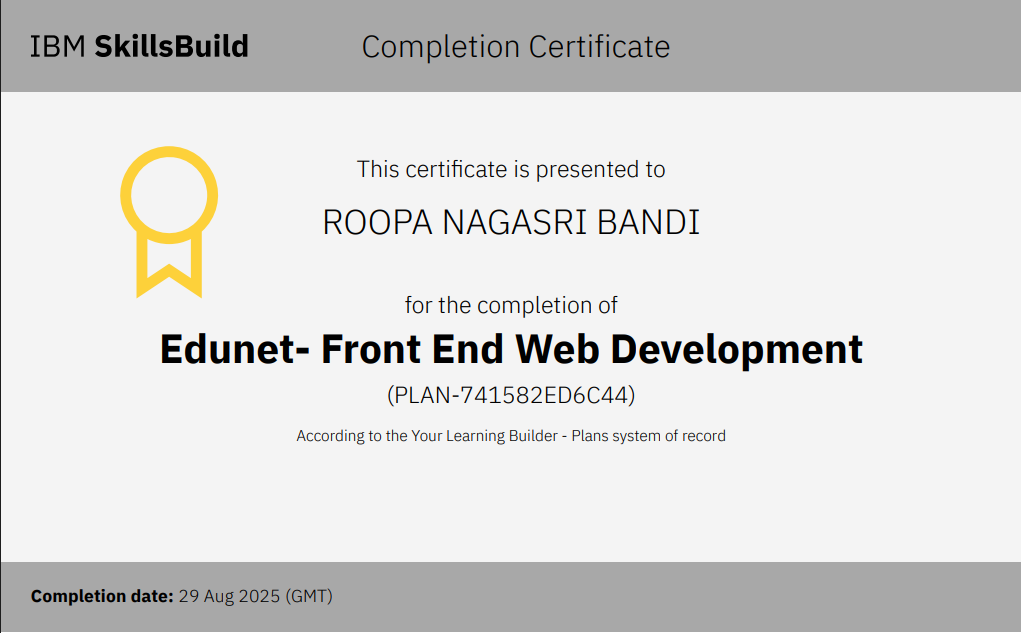 IBM SkillsBuild
Completion Certificate
This certificate is presented to
ROOPA NAGASRI BANDI
for the completion of
Edunet- Front End Web Development
(PLAN-741582ED6C44)
According to the Your Learning Builder - Plans system of record
Completion date: 29 Aug 2025 (GMT)